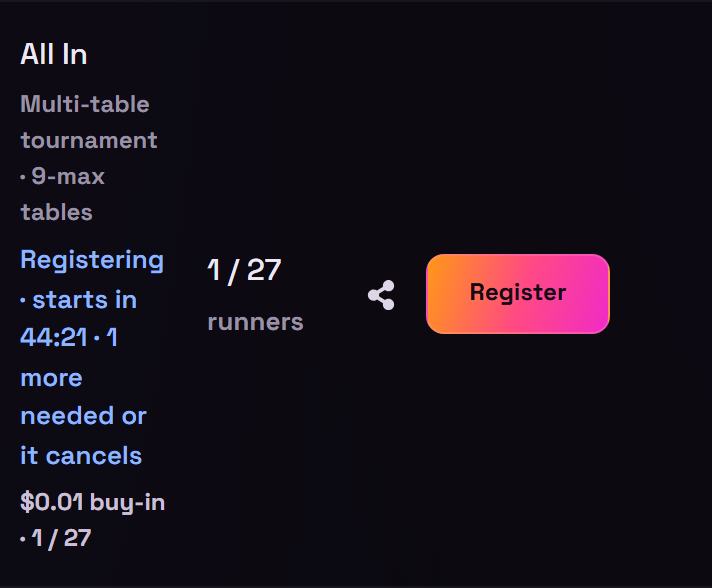 All In
Multi-table
tournament
· 9-max
tables
Registering
· starts in
44:21 · 1
more
needed or
it cancels
$0.01 buy-in
· 1 / 27
1 / 27
runners
Register